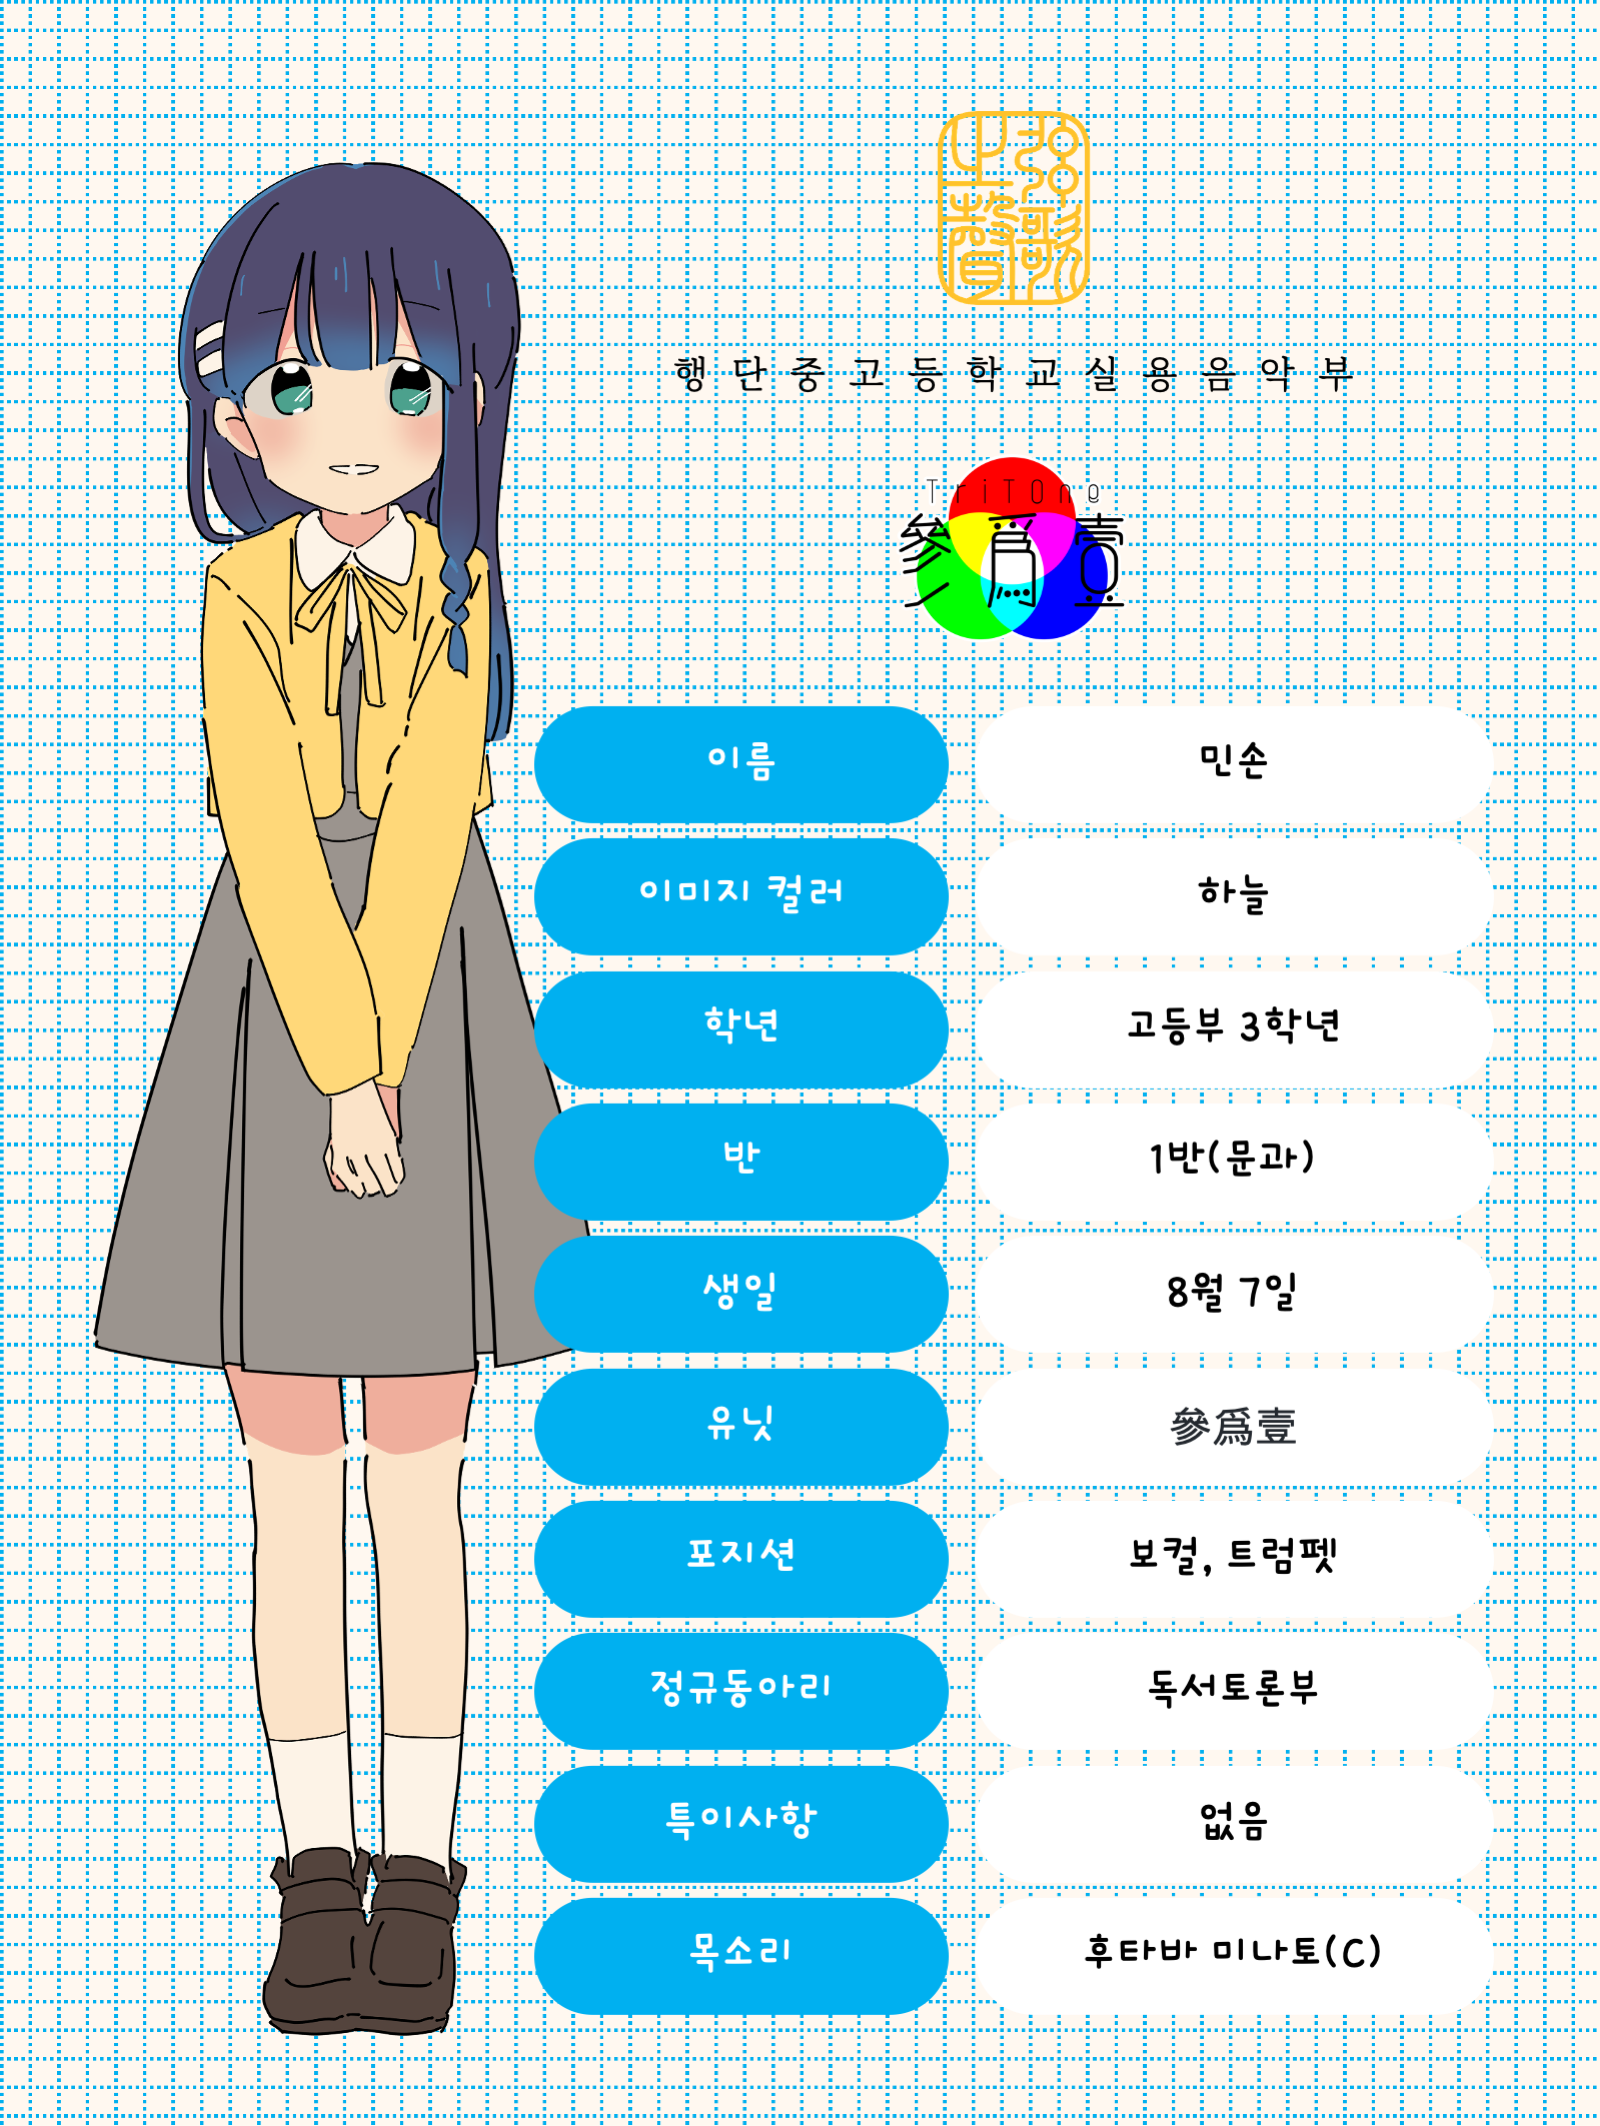 絃歌之聲
행단중고등학교실용음악부
TriTOne
參爲壹
이름 민손
이미지 컬러 하늘
학년 고등부 3학년
반 1반(문과)
생일 8월 7일
유닛 參爲壹
포지션 보컬, 트럼펫
정규동아리 독서토론부
특이사항 없음
목소리 후타바 미나토(C)